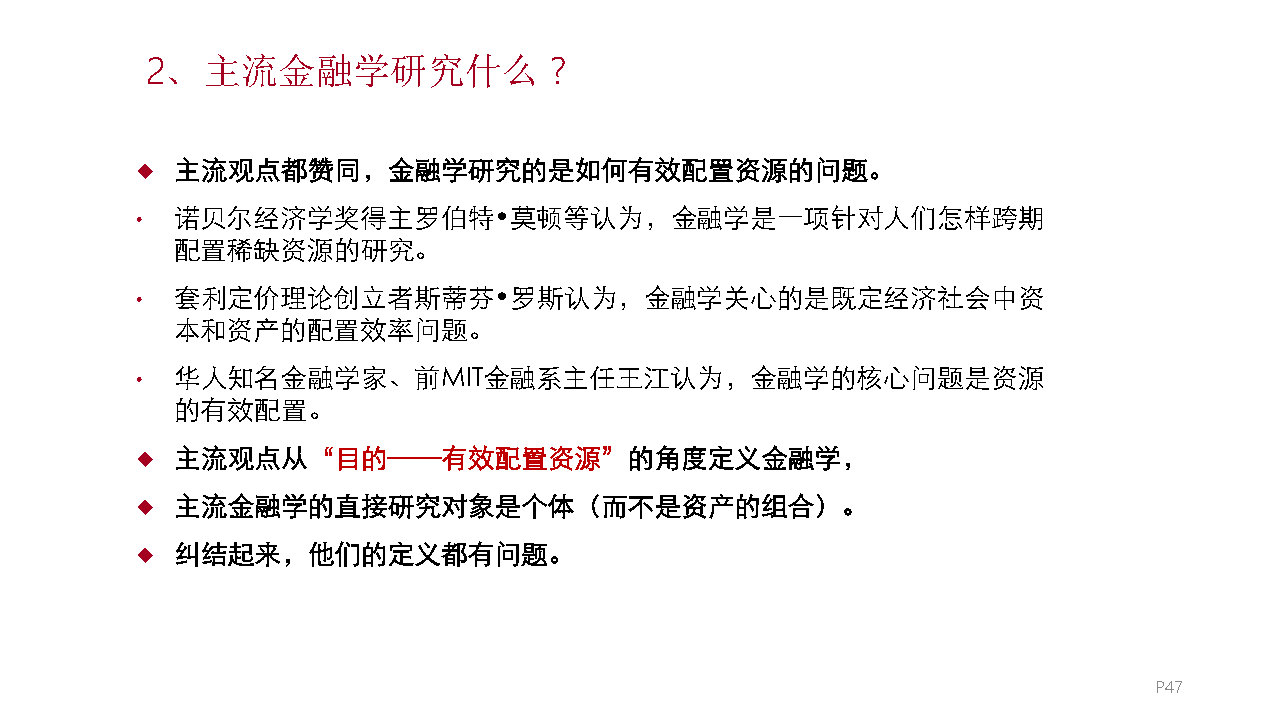 2、主流金融学研究什么？
◆ 主流观点都赞同，金融学研究的是如何有效配置资源的问题。
• 诺贝尔经济学奖得主罗伯特•莫顿等认为，金融学是一项针对人们怎样跨期
配置稀缺资源的研究。
• 套利定价理论创立者斯蒂芬•罗斯认为，金融学关心的是既定经济社会中资
本和资产的配置效率问题。
• 华人知名金融学家、前MIT金融系主任王江认为，金融学的核心问题是资源
的有效配置。
◆ 主流观点从“目的——有效配置资源”的角度定义金融学，
◆ 主流金融学的直接研究对象是个体（而不是资产的组合）。
◆ 纠结起来，他们的定义都有问题。
P47